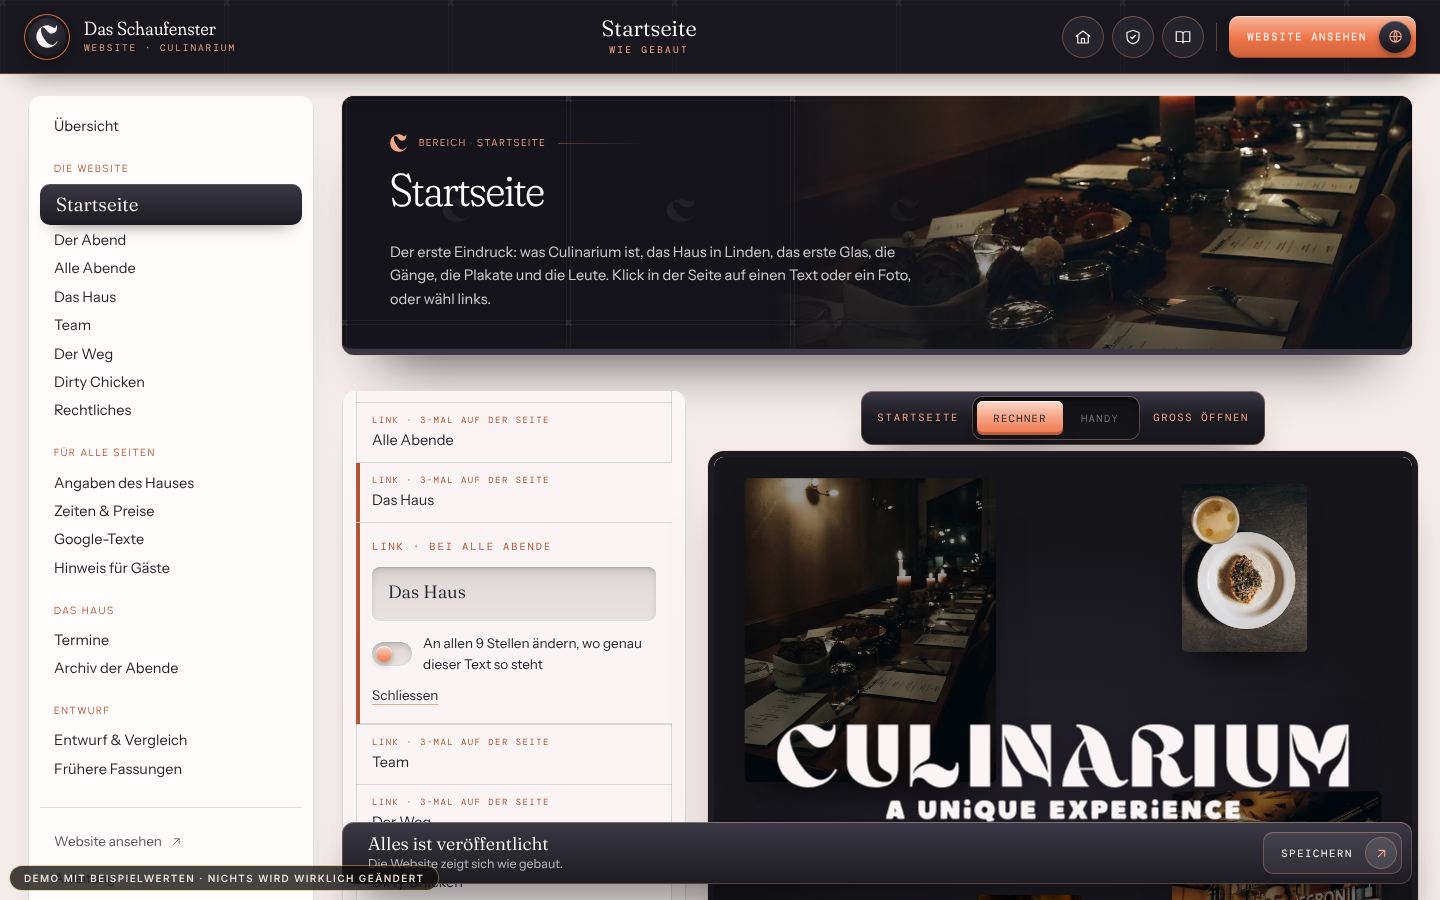 Das Schaufenster
WEBSITE · CULINARIUM
Startseite
WIE GEBAUT
WEBSITE ANSEHEN
Übersicht
DIE WEBSITE
Startseite
Der Abend
Alle Abende
Das Haus
Team
Der Weg
Dirty Chicken
Rechtliches
FÜR ALLE SEITEN
Angaben des Hauses
Zeiten & Preise
Google-Texte
Hinweis für Gäste
DAS HAUS
Termine
Archiv der Abende
ENTWURF
Entwurf & Vergleich
Frühere Fassungen
Website ansehen
BEREICH · STARTSEITE
Startseite
Der erste Eindruck: was Culinarium ist, das Haus in Linden, das erste Glas, die
Gänge, die Plakate und die Leute. Klick in der Seite auf einen Text oder ein Foto,
oder wähl links.
LINK · 3-MAL AUF DER SEITE
Alle Abende
LINK · 3-MAL AUF DER SEITE
Das Haus
LINK · BEI ALLE ABENDE
Das Haus
An allen 9 Stellen ändern, wo genau
dieser Text so steht
Schliessen
LINK · 3-MAL AUF DER SEITE
Team
LINK · 3-MAL AUF DER SEITE
Der Weg
STARTSEITE
RECHNER
HANDY
GROSS ÖFFNEN
CULINARIUM
A UNiQUE EXPERiENCE
Alles ist veröffentlicht
Die Website zeigt sich wie gebaut.
SPEICHERN
Dirty Chicken
DEMO MIT BEISPIELWERTEN · NICHTS WIRD WIRKLICH GEÄNDERT